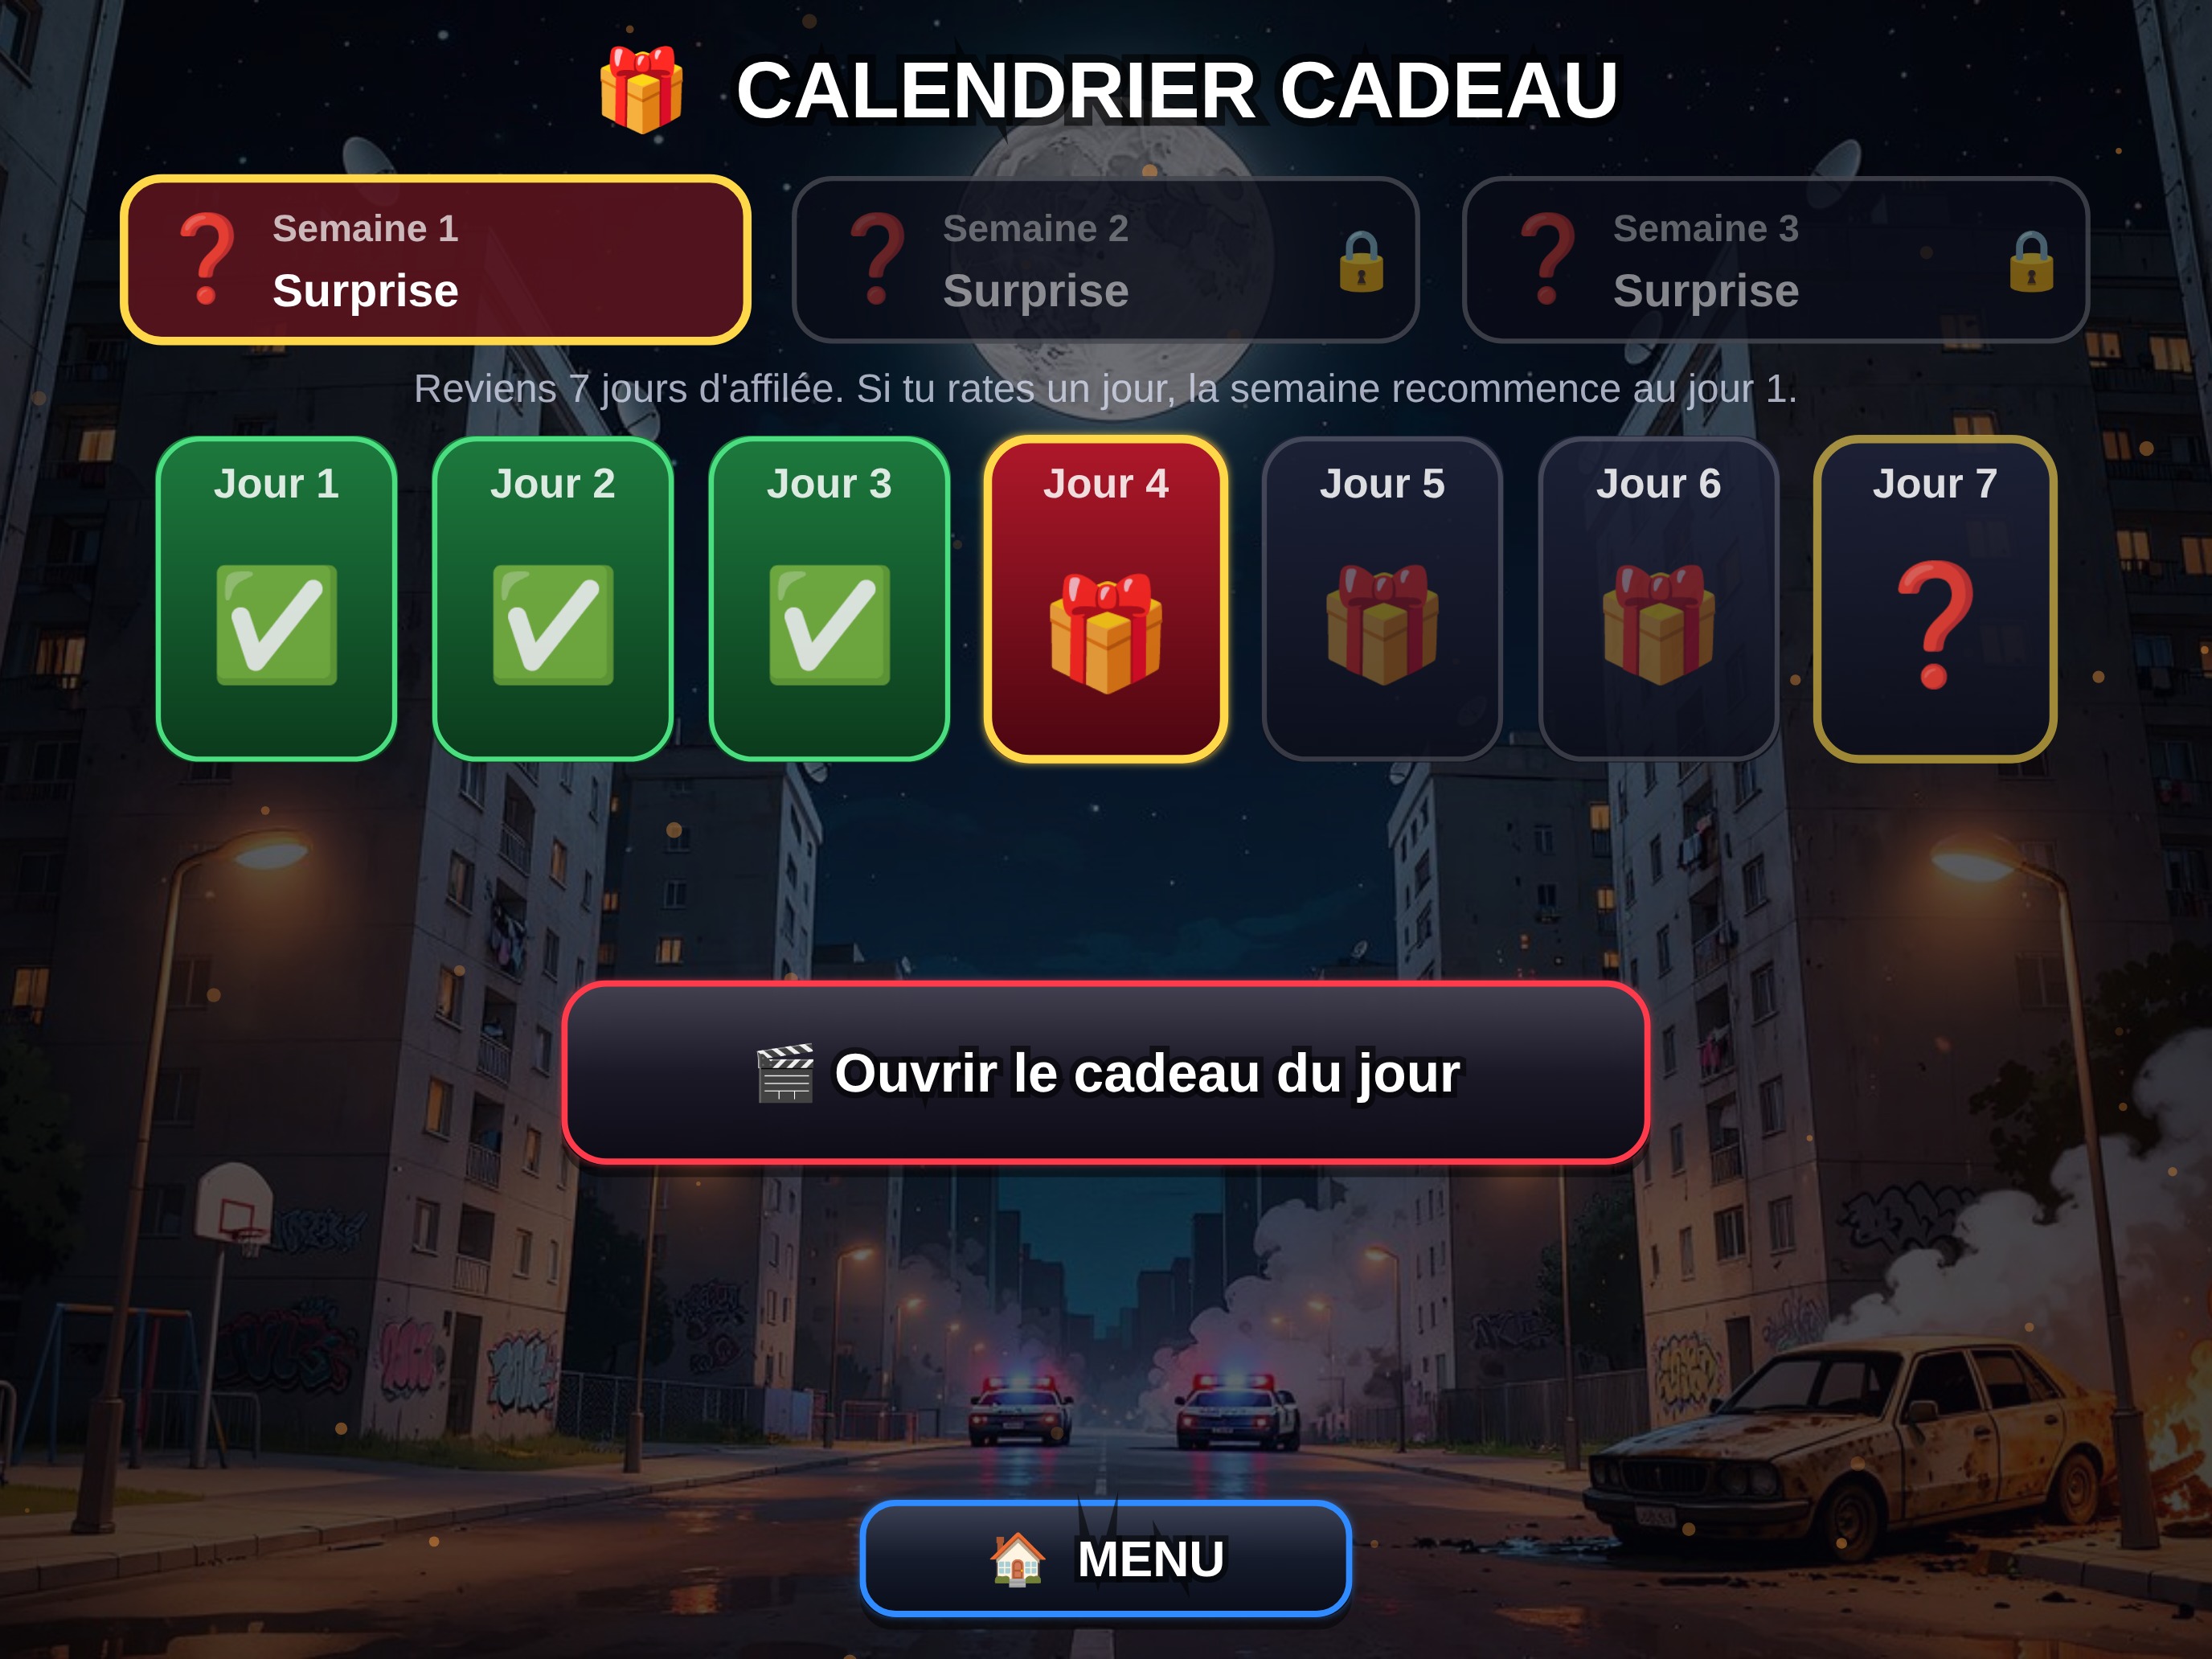 CALENDRIER CADEAU
Semaine 1
Surprise
Semaine 2
Surprise
Semaine 3
Surprise
Reviens 7 jours d'affilée. Si tu rates un jour, la semaine recommence au jour 1.
Jour 1
Jour 2
Jour 3
Jour 4
Jour 5
Jour 6
Jour 7
Ouvrir le cadeau du jour
MENU